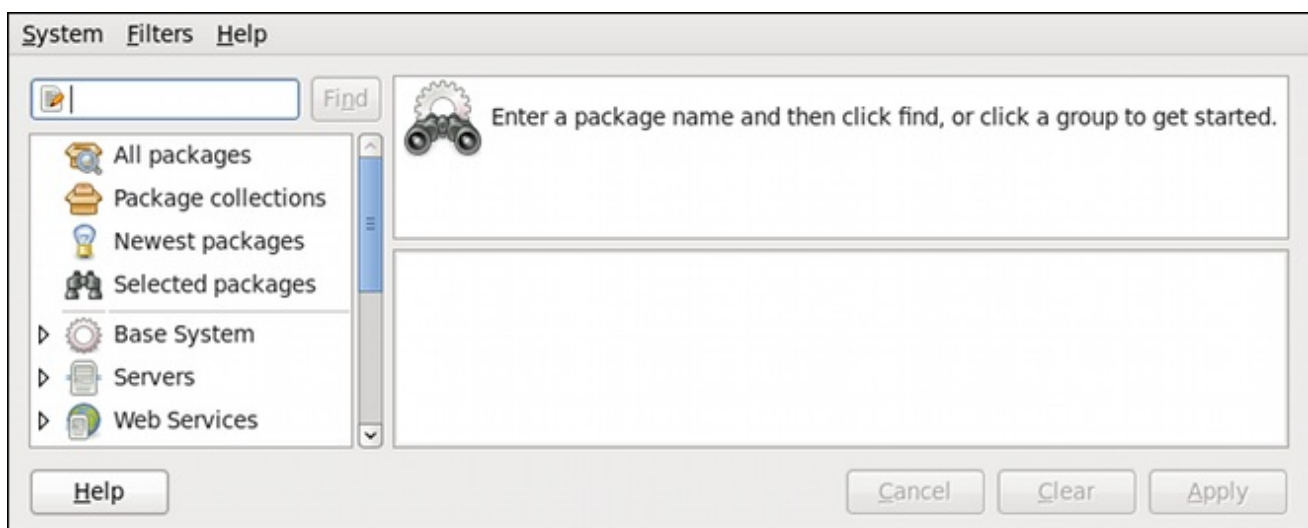 System Filters Help
Find
Enter a package name and then click find, or click a group to get started.
All packages
Package collections
Newest packages
Selected packages
Base System
Servers
Web Services
Help
Cancel
Clear
Apply